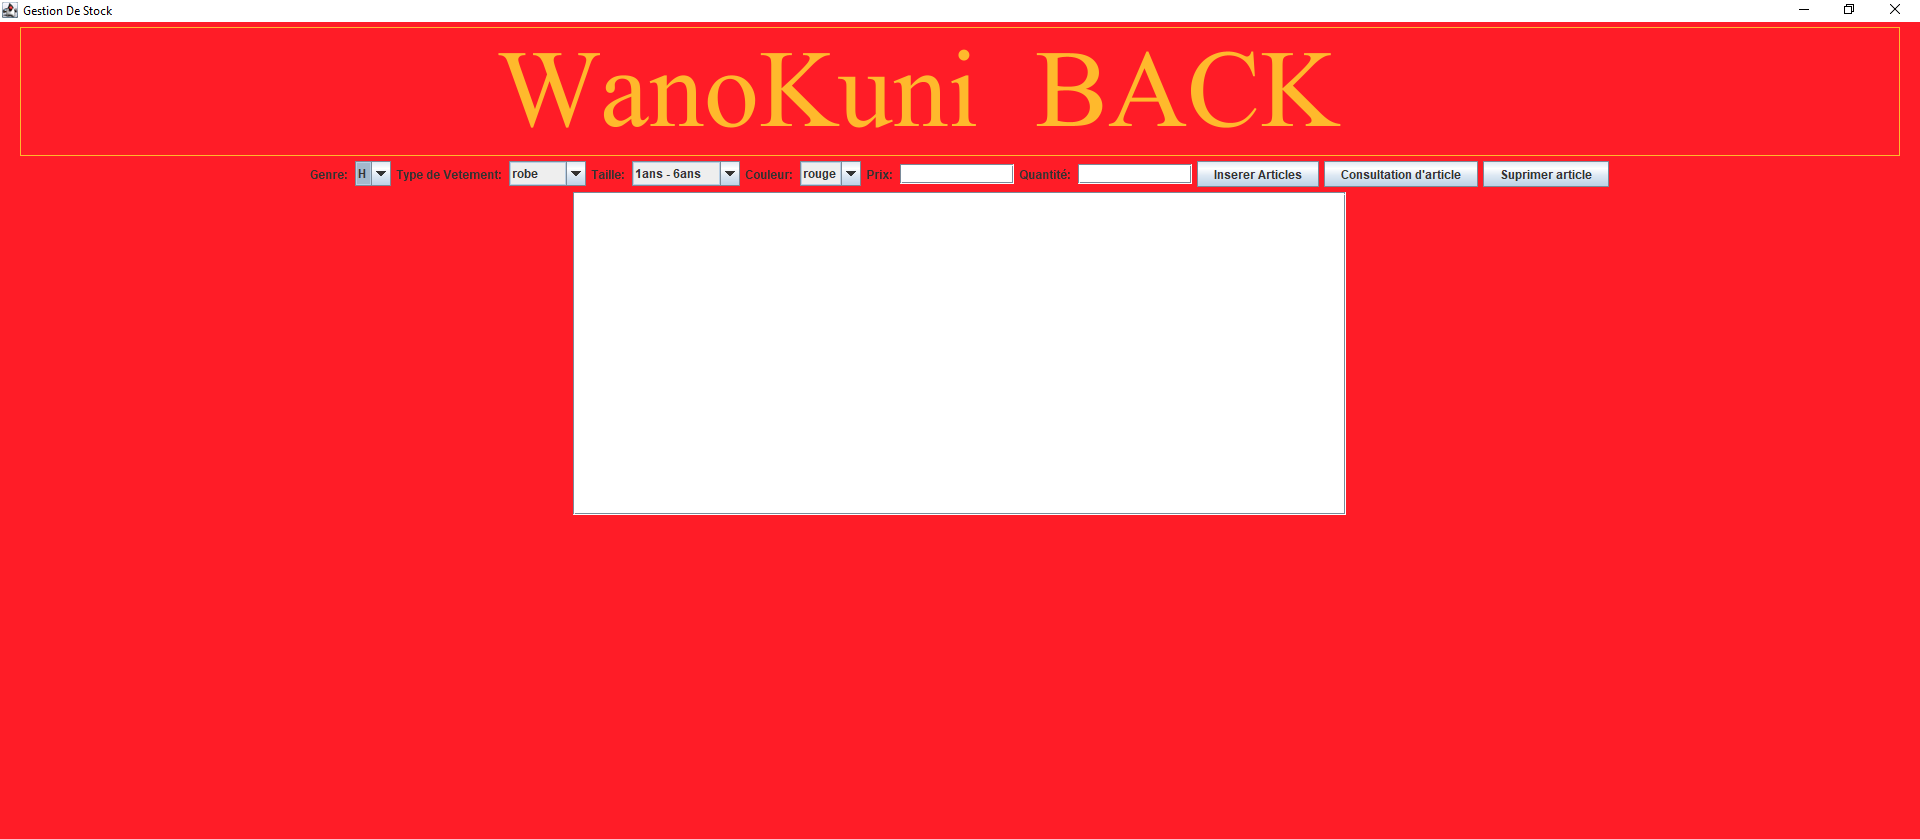 Gestion De Stock
WanoKuni BACK
Genre: H Type de Vetement: robe Taille: 1ans - 6ans Couleur: rouge Prix: Quantité: Inserer Articles Consultation d'article Suprimer article